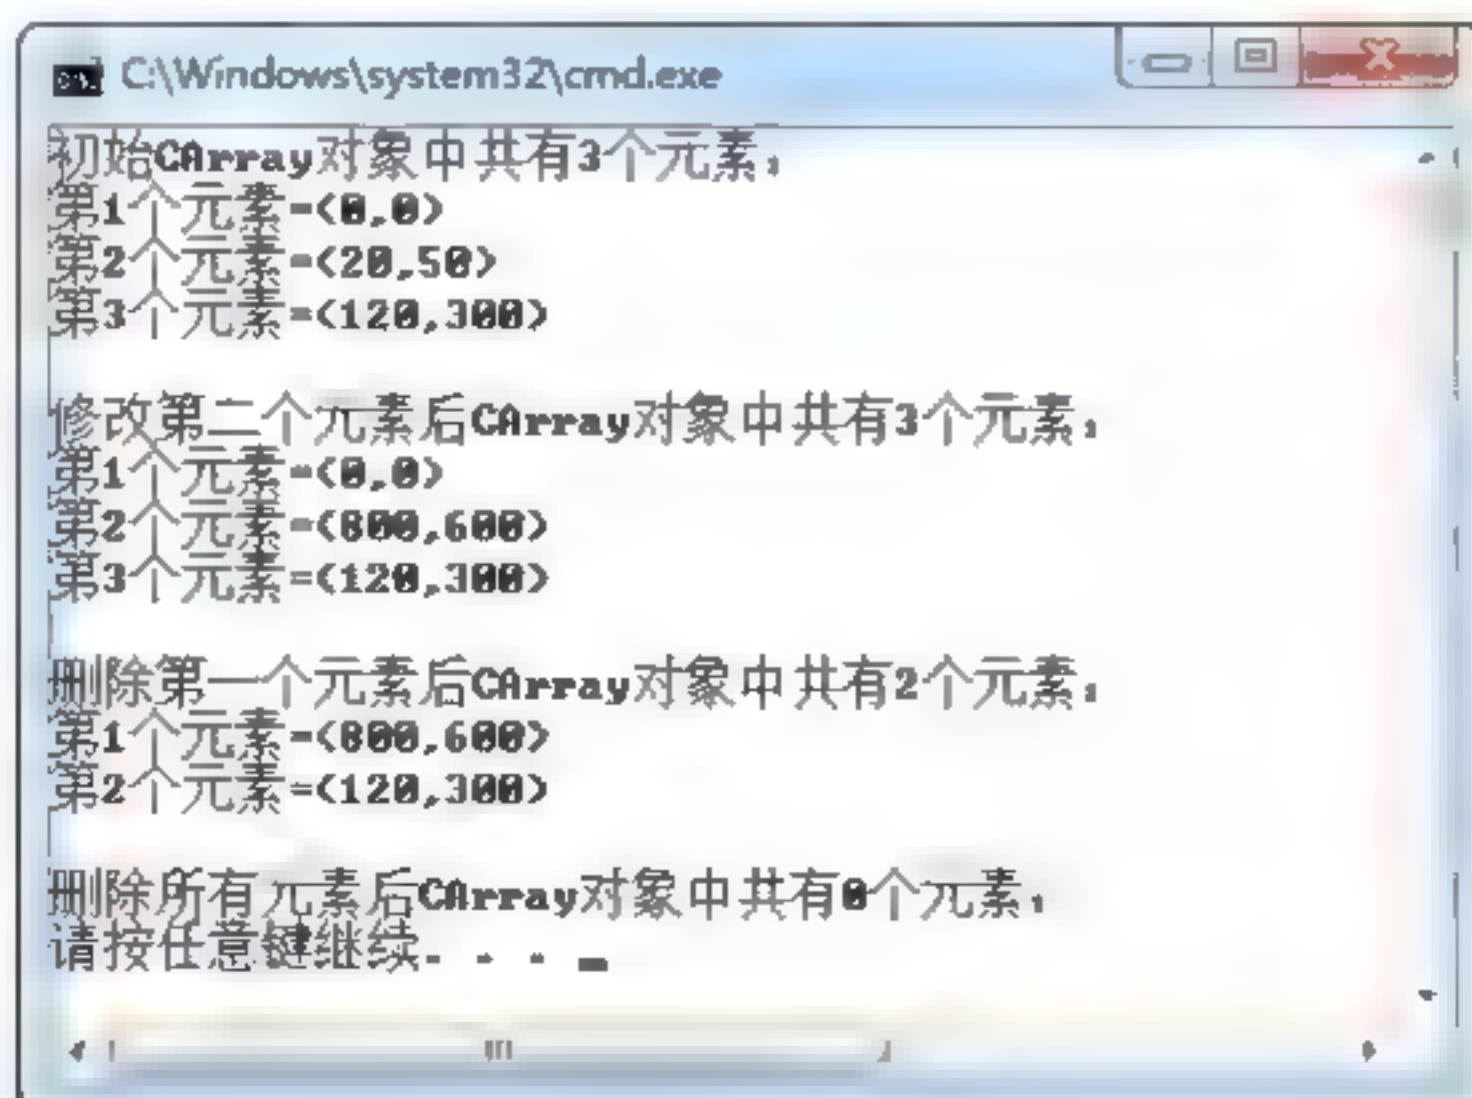 C:\Windows\system32\cmd.exe
初始CArray对象中共有3个元素:
第1个元素=(0,0)
第2个元素=(20,50)
第3个元素=(120,300)
修改第二个元素后CArray对象中共有3个元素:
第1个元素=(0,0)
第2个元素=(800,600)
第3个元素=(120,300)
删除第一个元素后CArray对象中共有2个元素:
第1个元素=(800,600)
第2个元素=(120,300)
删除所有元素后CArray对象中共有0个元素:
请按任意键继续. . .